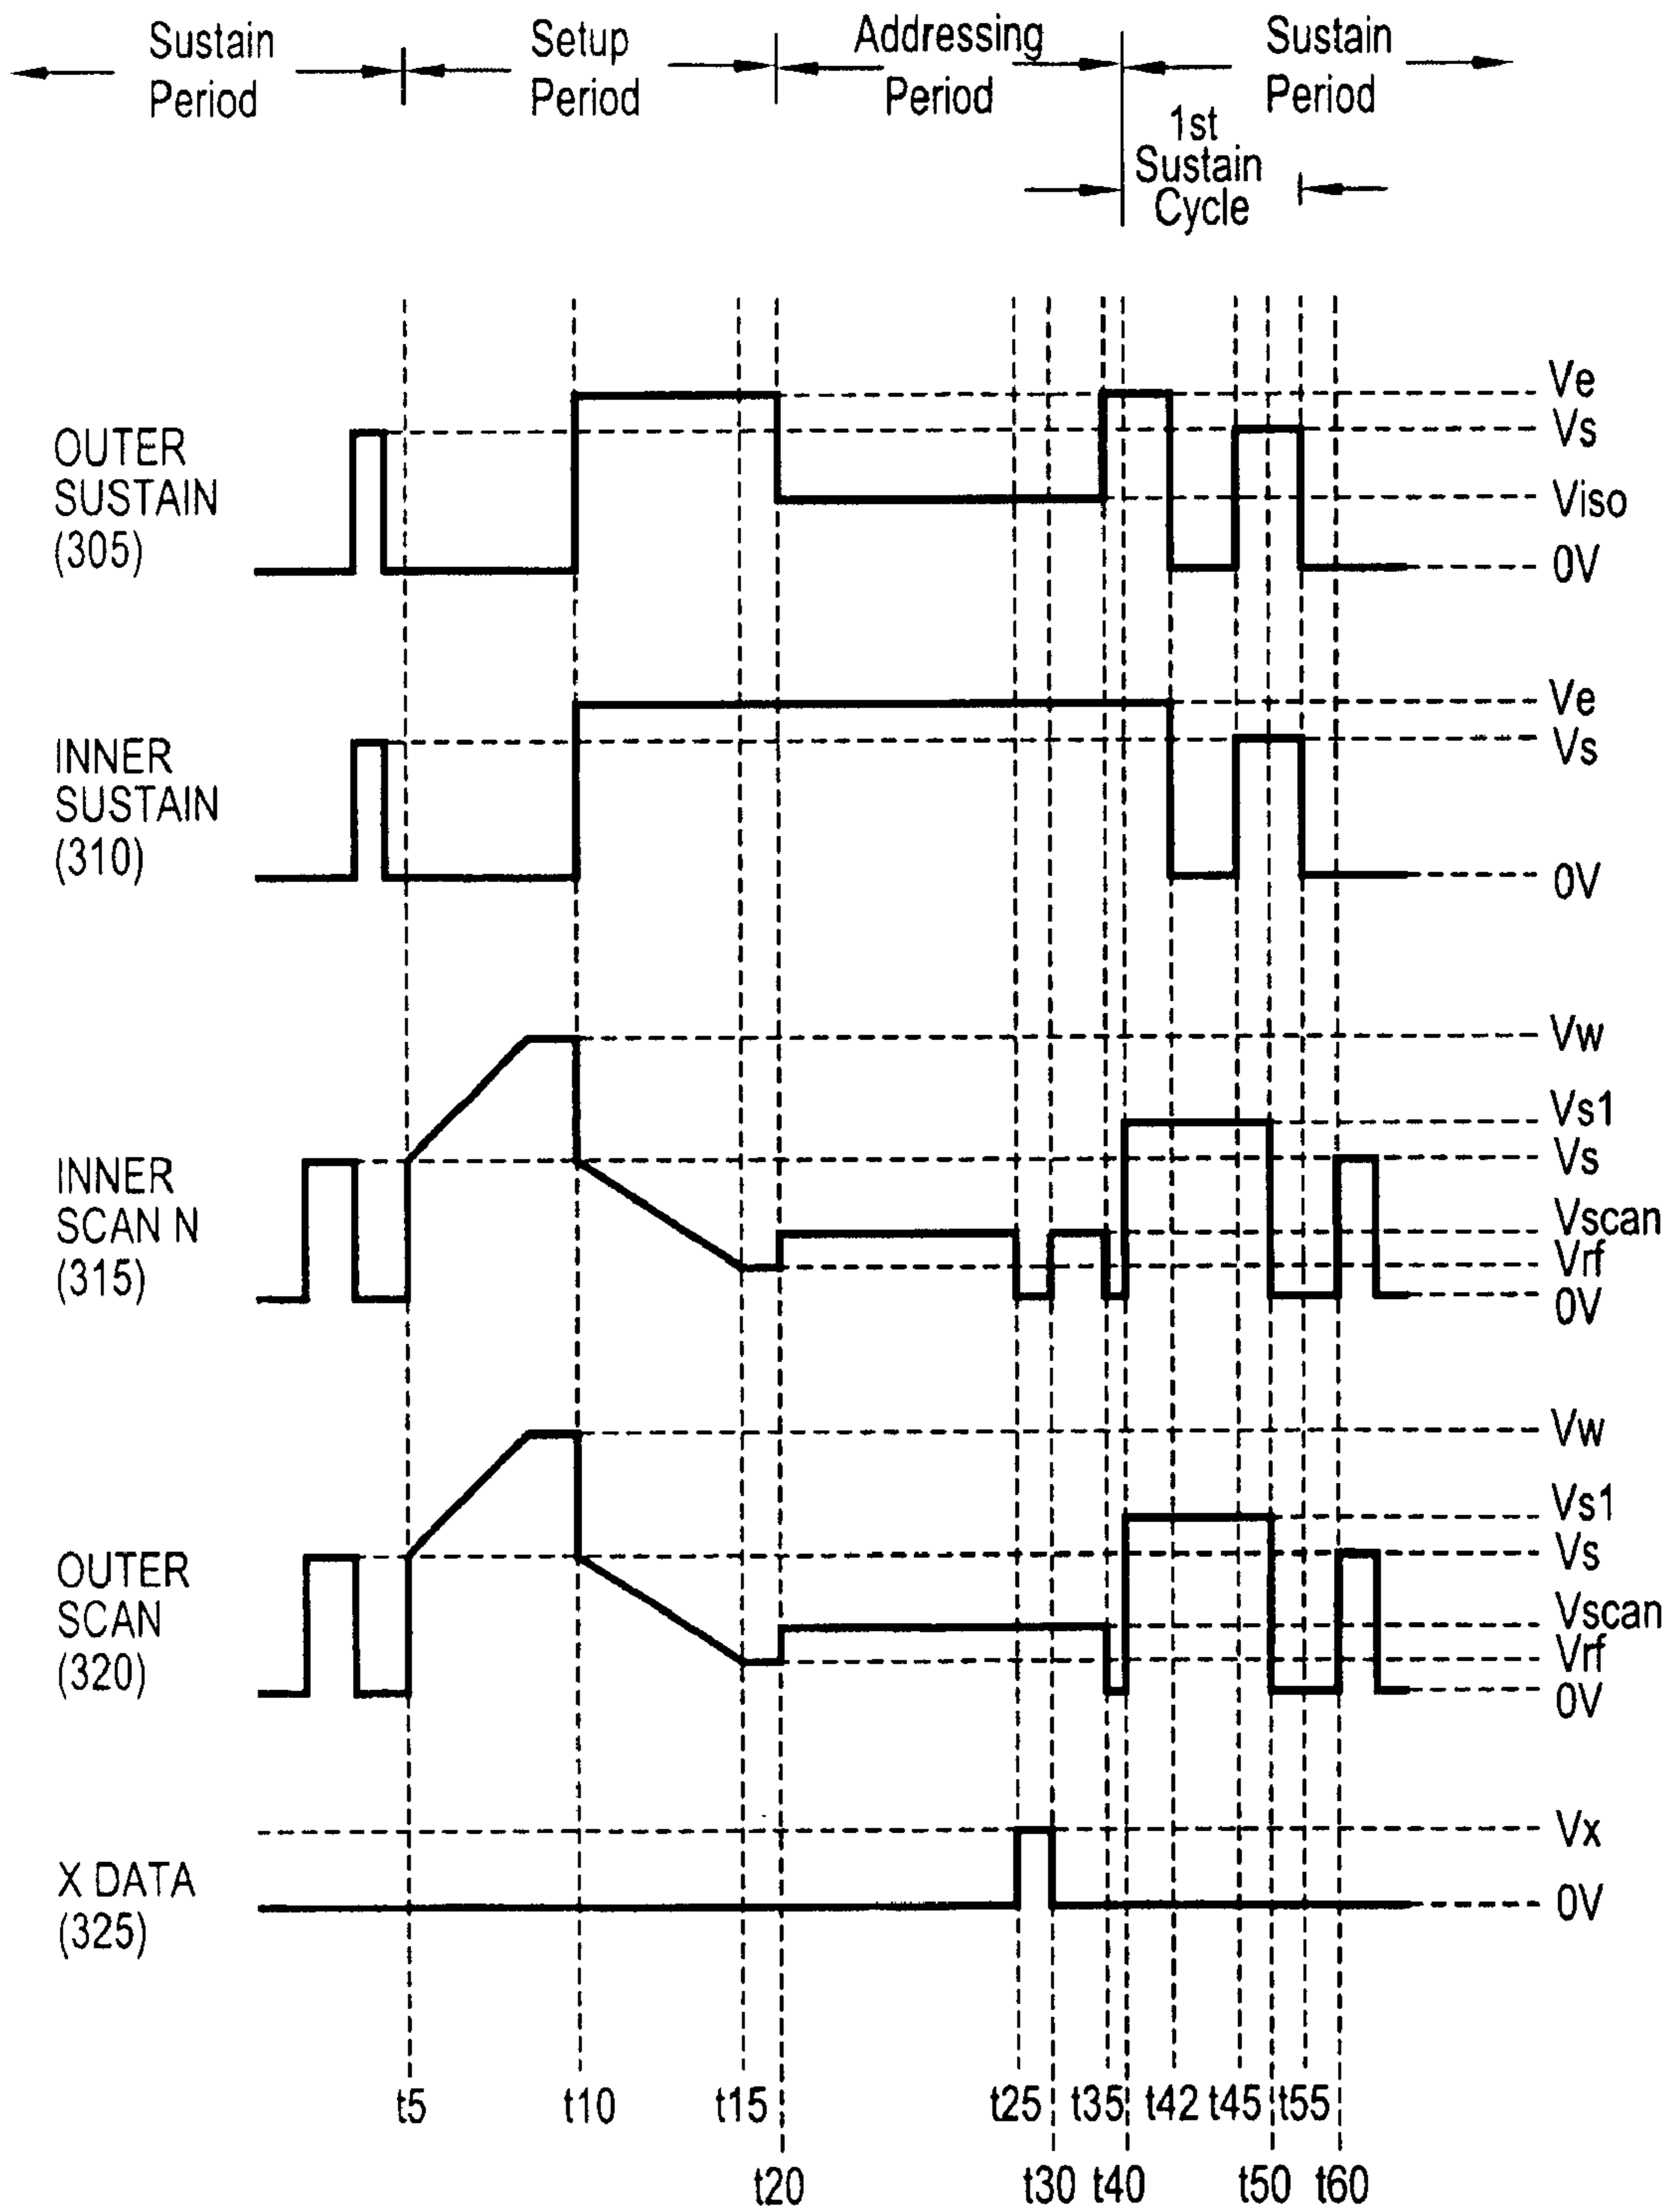 Sustain
Period
Setup
Period
Addressing
Period
Sustain
Period
1st
Sustain
Cycle
OUTER
SUSTAIN
(305)
Ve
Vs
Viso
0V
INNER
SUSTAIN
(310)
Ve
Vs
0V
INNER
SCAN N
(315)
Vw
Vs1
Vs
Vscan
Vrf
0V
OUTER
SCAN
(320)
Vw
Vs1
Vs
Vscan
Vrf
0V
X DATA
(325)
Vx
0V
t5 t10 t15 t25 t35 t42 t45 t55
t20 t30 t40 t50 t60